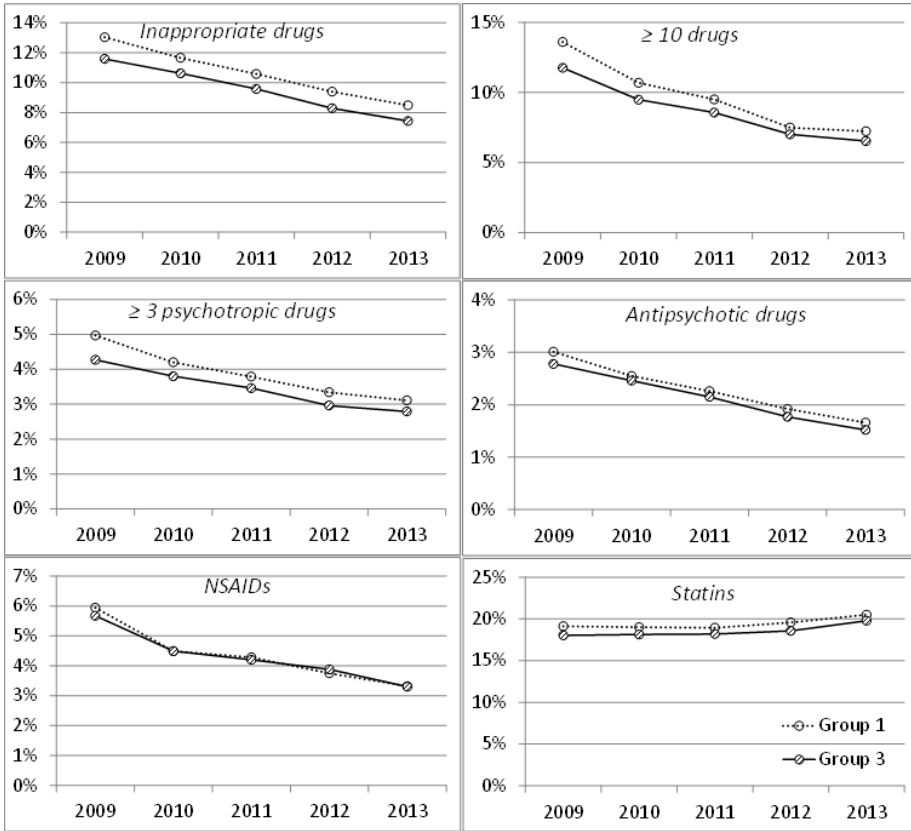 Inappropriate drugs
14%
12%
10%
8%
6%
4%
2%
0%
2009 2010 2011 2012 2013
≥ 10 drugs
15%
10%
5%
0%
2009 2010 2011 2012 2013
≥ 3 psychotropic drugs
6%
5%
4%
3%
2%
1%
0%
2009 2010 2011 2012 2013
Antipsychotic drugs
4%
3%
2%
1%
0%
2009 2010 2011 2012 2013
NSAIDs
7%
6%
5%
4%
3%
2%
1%
0%
2009 2010 2011 2012 2013
Statins
25%
20%
15%
10%
5%
0%
Group 1
Group 3
2009 2010 2011 2012 2013